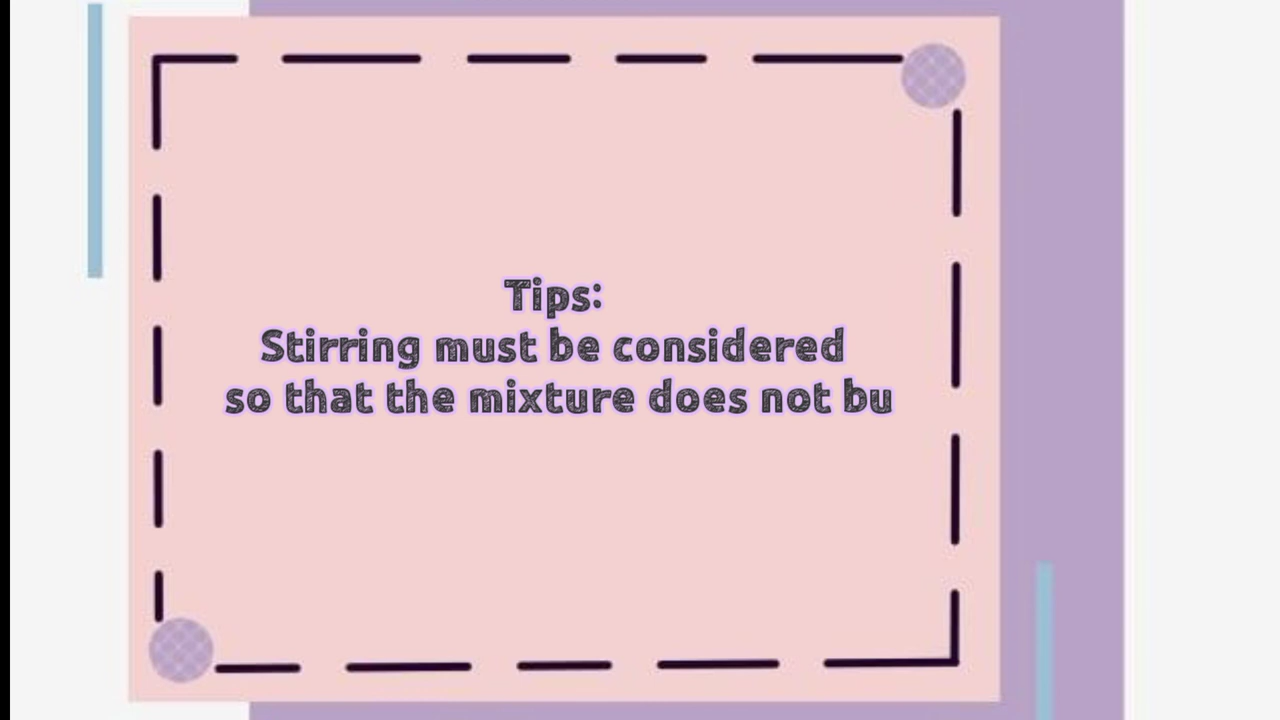 Tips:
Stirring must be considered
so that the mixture does not bu